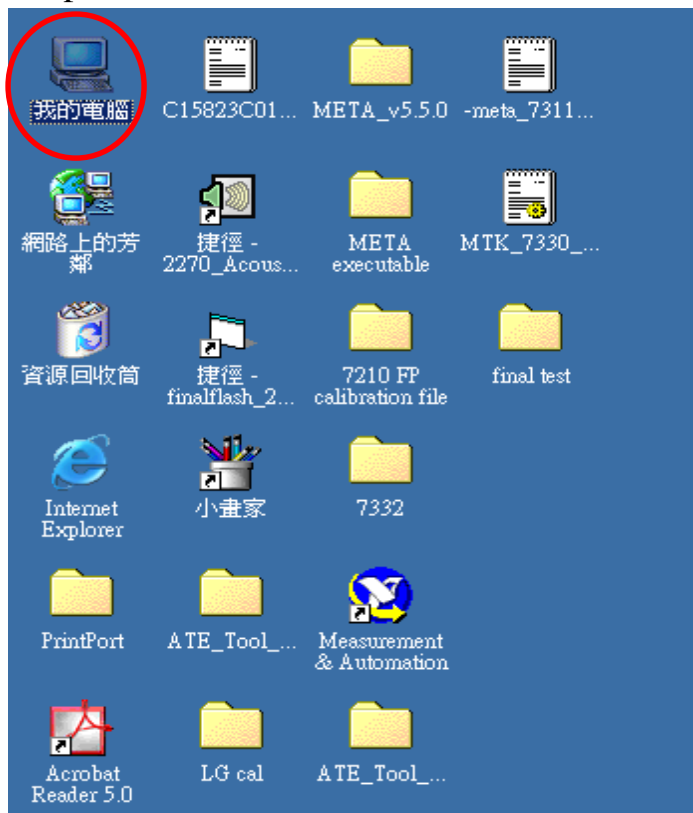 我的電腦
C15823C01...
META_v5.5.0
-meta_7311...
網路上的芳
鄰
捷徑 -
2270_Acous...
META
executable
MTK_7330_...
資源回收筒
捷徑 -
finalflash_2...
7210 FP
calibration file
final test
Internet
Explorer
小畫家
7332
PrintPort
ATE_Tool_...
Measurement
& Automation
Acrobat
Reader 5.0
LG cal
ATE_Tool_...